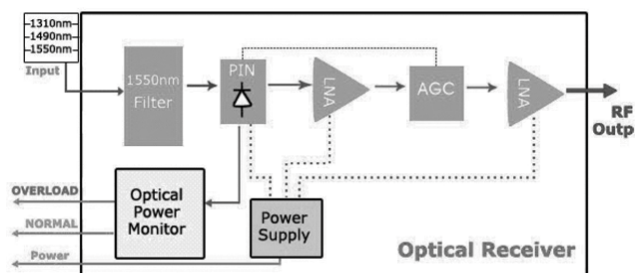 1310nm
1490nm
1550nm
Input
1550nm
Filter
PIN
LNA
AGC
LNA
RF
Outp
OVERLOAD
NORMAL
Power
Optical
Power
Monitor
Power
Supply
Optical Receiver